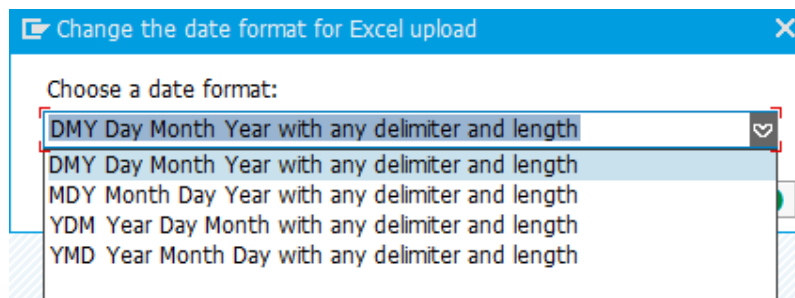 Change the date format for Excel upload
Choose a date format:
DMY Day Month Year with any delimiter and length
DMY Day Month Year with any delimiter and length
MDY Month Day Year with any delimiter and length
YDM Year Day Month with any delimiter and length
YMD Year Month Day with any delimiter and length